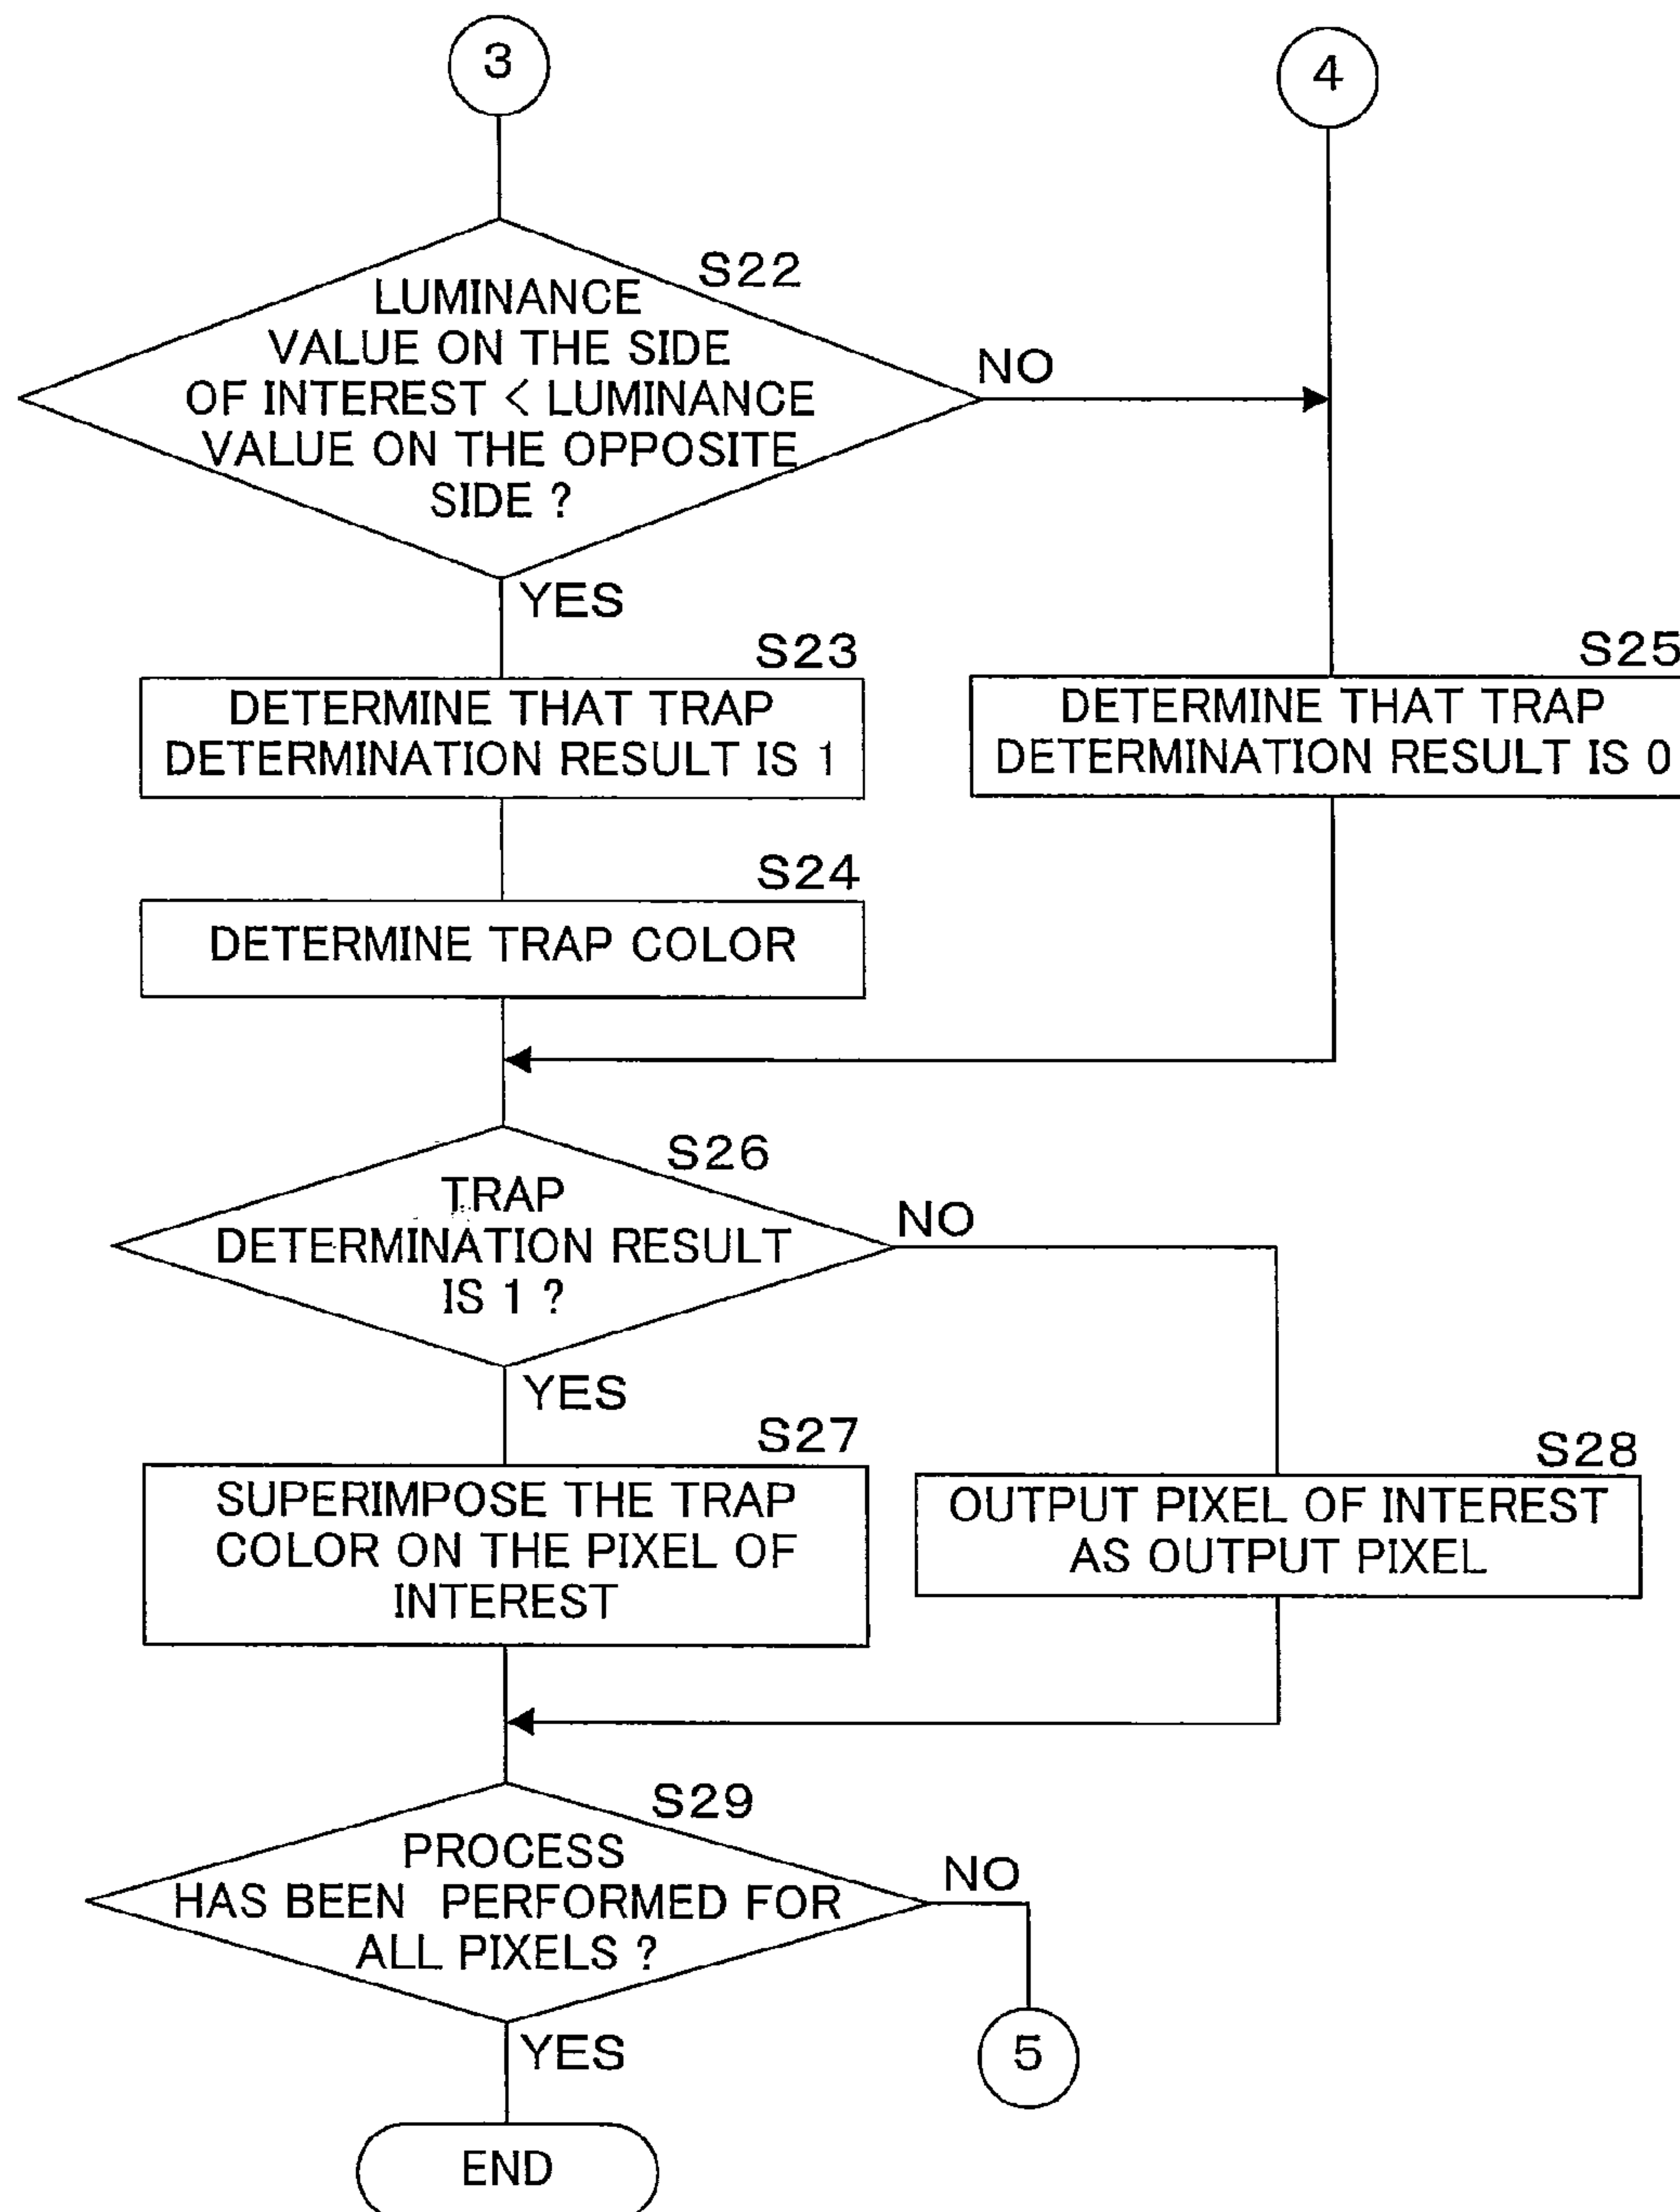 3
4
S22
LUMINANCE
VALUE ON THE SIDE
OF INTEREST < LUMINANCE
VALUE ON THE OPPOSITE
SIDE ?
NO
YES
S23
DETERMINE THAT TRAP
DETERMINATION RESULT IS 1
S25
DETERMINE THAT TRAP
DETERMINATION RESULT IS 0
S24
DETERMINE TRAP COLOR
S26
TRAP
DETERMINATION RESULT
IS 1 ?
NO
YES
S27
SUPERIMPOSE THE TRAP
COLOR ON THE PIXEL OF
INTEREST
S28
OUTPUT PIXEL OF INTEREST
AS OUTPUT PIXEL
S29
PROCESS
HAS BEEN PERFORMED FOR
ALL PIXELS ?
NO
5
YES
END